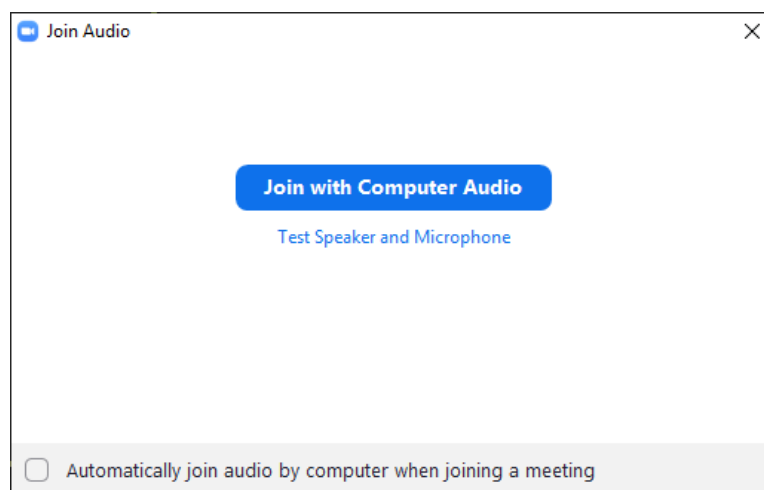 Join Audio
Join with Computer Audio
Test Speaker and Microphone
Automatically join audio by computer when joining a meeting